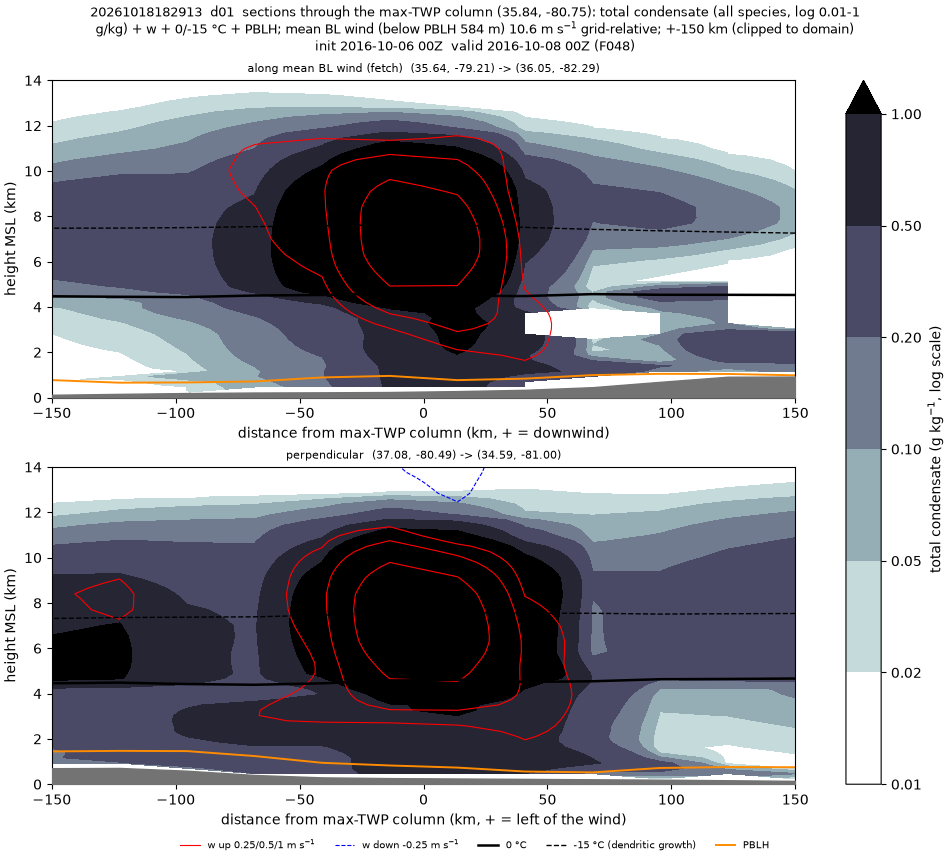 20261018182913 d01 sections through the max-TWP column (35.84, -80.75): total condensate (all species, log 0.01-1
g/kg) + w + 0/-15 °C + PBLH; mean BL wind (below PBLH 584 m) 10.6 m s⁻¹ grid-relative; +-150 km (clipped to domain)
init 2016-10-06 00Z valid 2016-10-08 00Z (F048)
along mean BL wind (fetch) (35.64, -79.21) -> (36.05, -82.29)
14
12
10
8
6
4
2
0
height MSL (km)
−150 −100 −50 0 50 100 150
distance from max-TWP column (km, + = downwind)
perpendicular (37.08, -80.49) -> (34.59, -81.00)
14
12
10
8
6
4
2
0
height MSL (km)
−150 −100 −50 0 50 100 150
distance from max-TWP column (km, + = left of the wind)
1.00
0.50
0.20
0.10
0.05
0.02
0.01
total condensate (g kg⁻¹, log scale)
w up 0.25/0.5/1 m s⁻¹ w down -0.25 m s⁻¹ 0 °C -15 °C (dendritic growth) PBLH